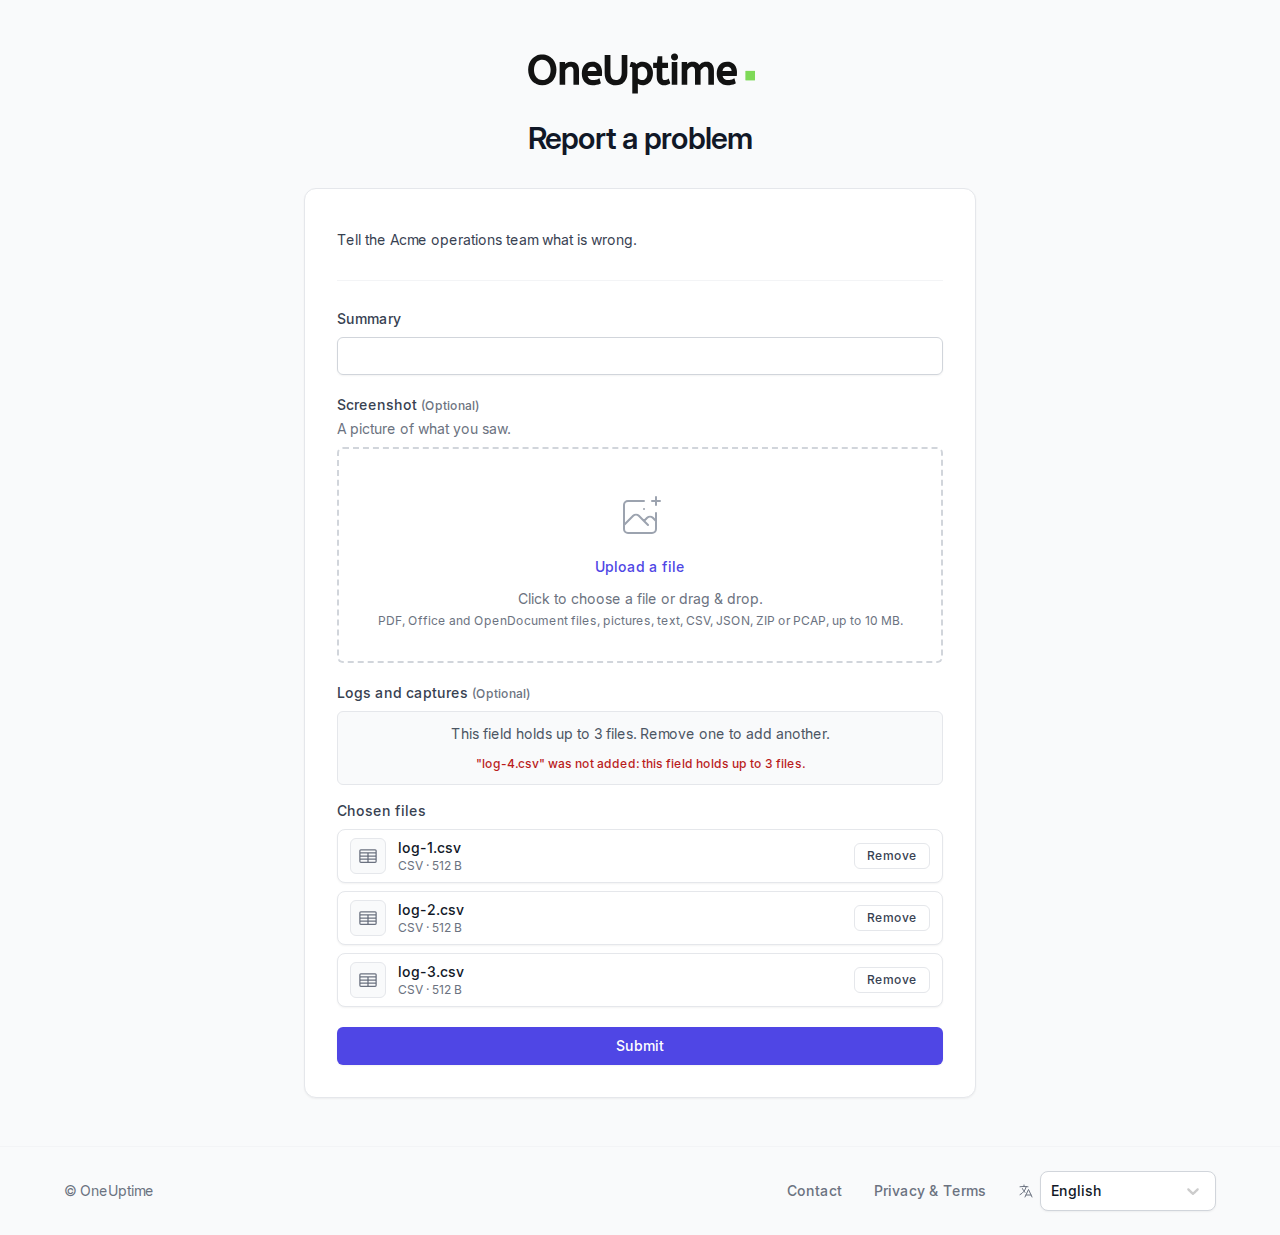 OneUptime
Report a problem
Tell the Acme operations team what is wrong.
Summary
Screenshot (Optional)
A picture of what you saw.
Upload a file
Click to choose a file or drag & drop.
PDF, Office and OpenDocument files, pictures, text, CSV, JSON, ZIP or PCAP, up to 10 MB.
Logs and captures (Optional)
This field holds up to 3 files. Remove one to add another.
"log-4.csv" was not added: this field holds up to 3 files.
Chosen files
log-1.csv
CSV · 512 B
Remove
log-2.csv
CSV · 512 B
Remove
log-3.csv
CSV · 512 B
Remove
Submit
© OneUptime
Contact
Privacy & Terms
English